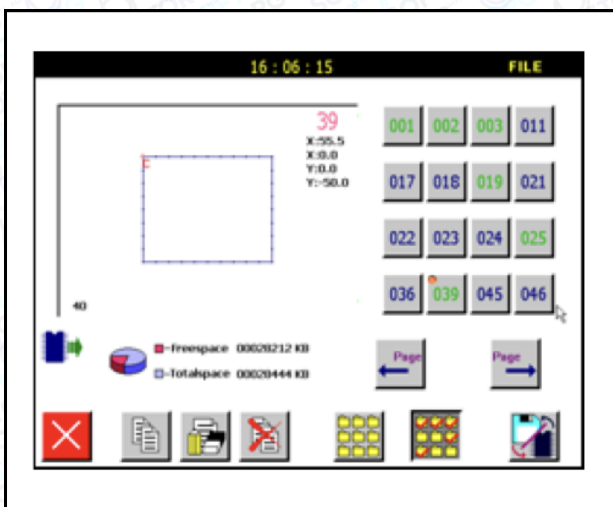 16 : 06 : 15 FILE
39
X:55.5
X:0.0
Y:0.0
Y:-50.0
40
001 002 003 011
017 018 019 021
022 023 024 025
036 039 045 046
-Freespace 00028212 KB
-Totalspace 00028444 KB
Page Page